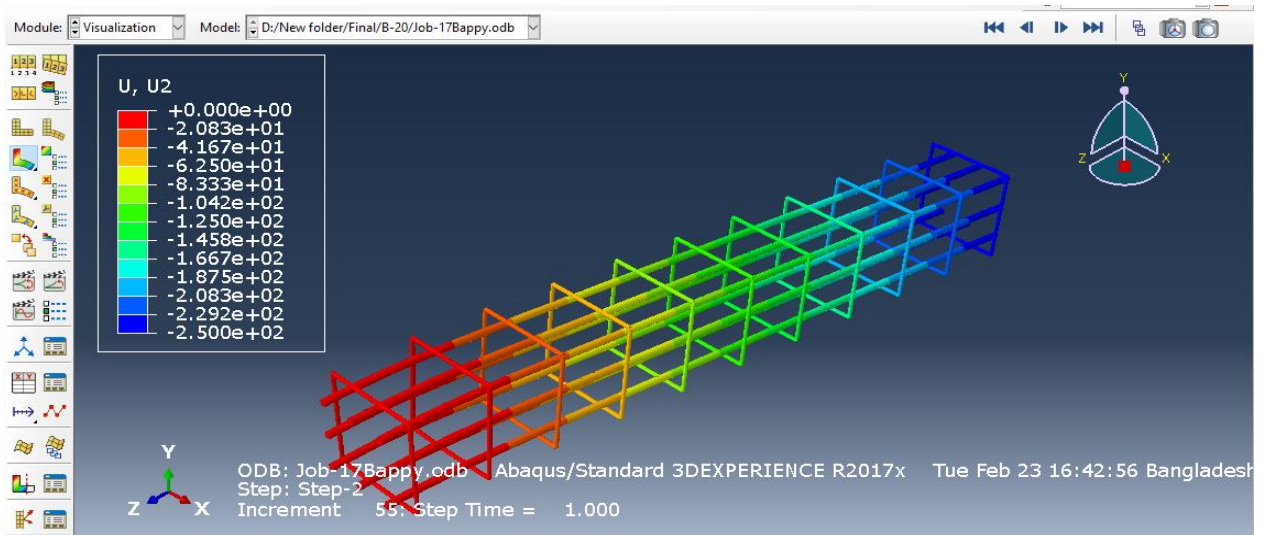 Module: Visualization Model: D:/New folder/Final/B-20/Job-17Bappy.odb
U, U2
+0.000e+00
-2.083e+01
-4.167e+01
-6.250e+01
-8.333e+01
-1.042e+02
-1.250e+02
-1.458e+02
-1.667e+02
-1.875e+02
-2.083e+02
-2.292e+02
-2.500e+02
Y
Z X
Y
Z X
ODB: Job-17Bappy.odb Abaqus/Standard 3DEXPERIENCE R2017x Tue Feb 23 16:42:56 Bangladesh
Step: Step-2
Increment 55: Step Time = 1.000